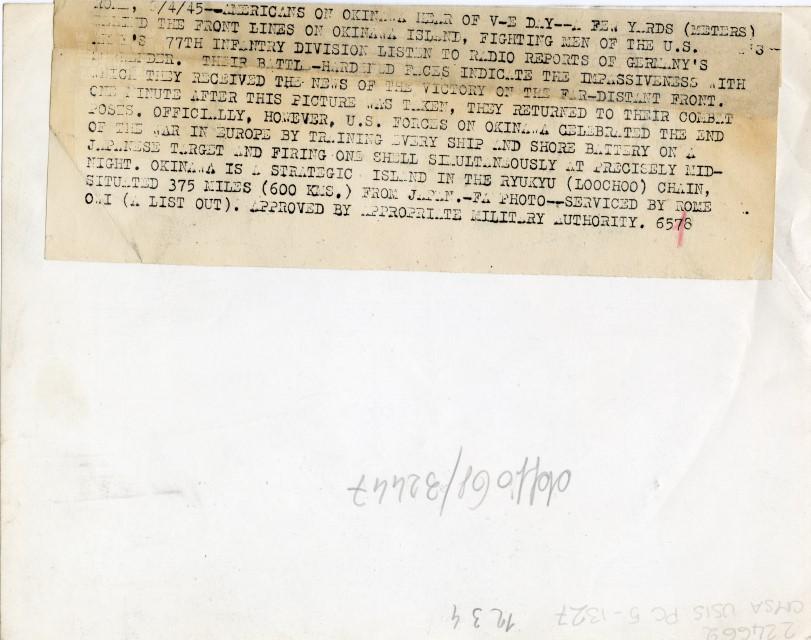 ROME, 6/4/45--AMERICANS ON OKINAWA HEAR OF V-E DAY--A FEW YARDS (METERS)
BEHIND THE FRONT LINES ON OKINAWA ISLAND, FIGHTING MEN OF THE U.S.
ARMY'S 77TH INFANTRY DIVISION LISTEN TO RADIO REPORTS OF GERMANY'S
SURRENDER. THEIR BATTLE-HARDENED FACES INDICATE THE IMPASSIVENESS WITH
WHICH THEY RECEIVED THE NEWS OF THE VICTORY ON THE FAR-DISTANT FRONT.
ONE MINUTE AFTER THIS PICTURE WAS TAKEN, THEY RETURNED TO THEIR COMBAT
POSTS. OFFICIALLY, HOWEVER, U.S. FORCES ON OKINAWA CELEBRATED THE END
OF THE WAR IN EUROPE BY TRAINING EVERY SHIP AND SHORE BATTERY ON A
JAPANESE TARGET AND FIRING ONE SHELL SIMULTANEOUSLY AT PRECISELY MID-
NIGHT. OKINAWA IS A STRATEGIC ISLAND IN THE RYUKYU (LOOCHOO) CHAIN,
SITUATED 375 MILES (600 KMS.) FROM JAPAN.-FA PHOTO--SERVICED BY ROME
OWI (A LIST OUT). APPROVED BY APPROPRIATE MILITARY AUTHORITY. 6578
/32447
1234
CMSA USIS PC 5-1327
224669